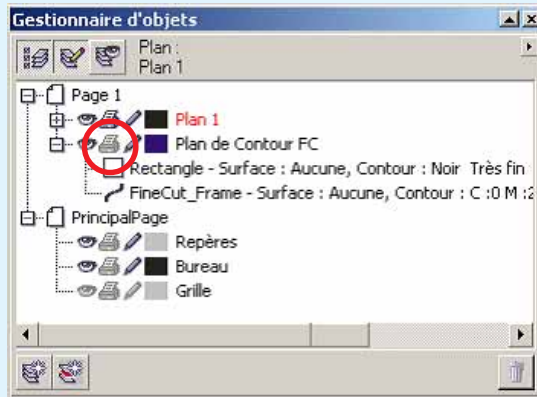 Gestionnaire d'objets
Plan :
Plan 1
Page 1
Plan 1
Plan de Contour FC
Rectangle - Surface : Aucune, Contour : Noir Très fin
FineCut_Frame - Surface : Aucune, Contour : C :0 M :2
PrincipalPage
Repères
Bureau
Grille